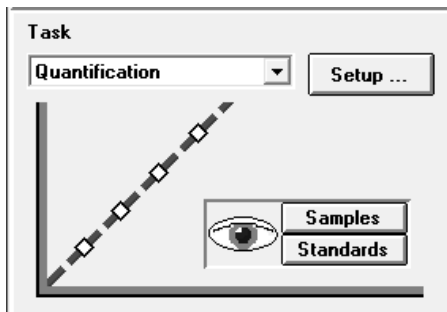 Task
Quantification
Setup ...
Samples
Standards